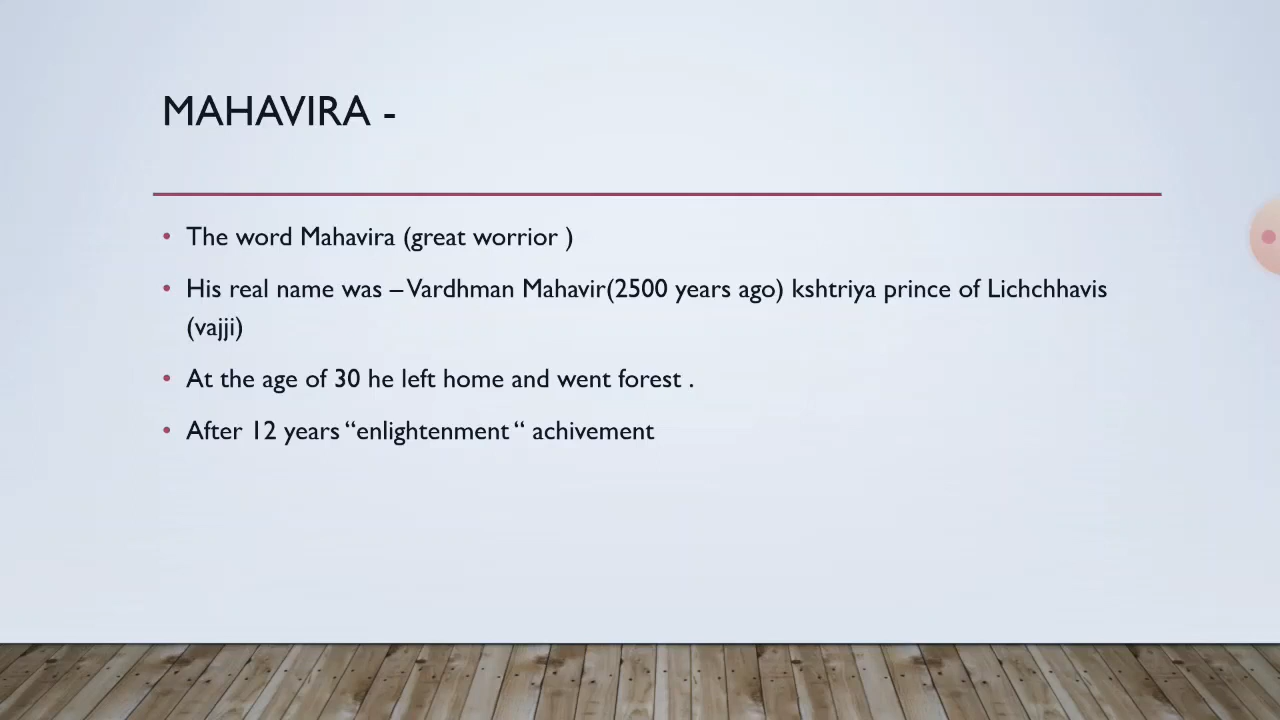 MAHAVIRA -
• The word Mahavira (great worrior )
• His real name was – Vardhman Mahavir(2500 years ago) kshtriya prince of Lichchhavis
(vajji)
• At the age of 30 he left home and went forest .
• After 12 years “enlightenment “ achivement